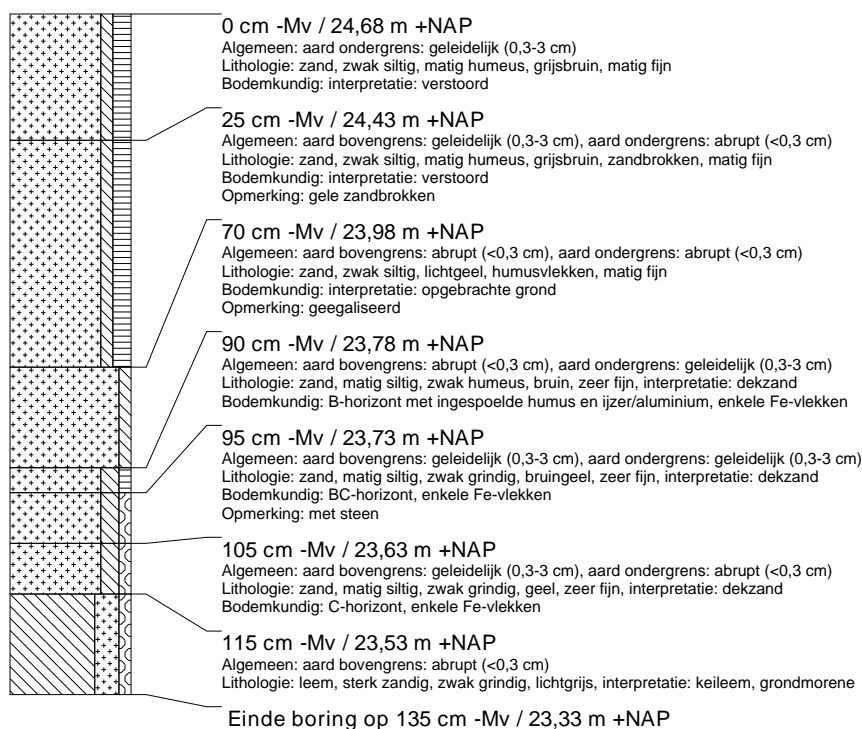 0 cm -Mv / 24,68 m +NAP
Algemeen: aard ondergrens: geleidelijk (0,3-3 cm)
Lithologie: zand, zwak siltig, matig humeus, grijsbruin, matig fijn
Bodemkundig: interpretatie: verstoord
25 cm -Mv / 24,43 m +NAP
Algemeen: aard bovengrens: geleidelijk (0,3-3 cm), aard ondergrens: abrupt (<0,3 cm)
Lithologie: zand, zwak siltig, matig humeus, grijsbruin, zandbrokken, matig fijn
Bodemkundig: interpretatie: verstoord
Opmerking: gele zandbrokken
70 cm -Mv / 23,98 m +NAP
Algemeen: aard bovengrens: abrupt (<0,3 cm), aard ondergrens: abrupt (<0,3 cm)
Lithologie: zand, zwak siltig, lichtgeel, humusvlekken, matig fijn
Bodemkundig: interpretatie: opgebrachte grond
Opmerking: geegaliseerd
90 cm -Mv / 23,78 m +NAP
Algemeen: aard bovengrens: abrupt (<0,3 cm), aard ondergrens: geleidelijk (0,3-3 cm)
Lithologie: zand, matig siltig, zwak humeus, bruin, zeer fijn, interpretatie: dekzand
Bodemkundig: B-horizont met ingespoelde humus en ijzer/aluminium, enkele Fe-vlekken
95 cm -Mv / 23,73 m +NAP
Algemeen: aard bovengrens: geleidelijk (0,3-3 cm), aard ondergrens: geleidelijk (0,3-3 cm)
Lithologie: zand, matig siltig, zwak grindig, bruingeel, zeer fijn, interpretatie: dekzand
Bodemkundig: BC-horizont, enkele Fe-vlekken
Opmerking: met steen
105 cm -Mv / 23,63 m +NAP
Algemeen: aard bovengrens: geleidelijk (0,3-3 cm), aard ondergrens: abrupt (<0,3 cm)
Lithologie: zand, matig siltig, zwak grindig, geel, zeer fijn, interpretatie: dekzand
Bodemkundig: C-horizont, enkele Fe-vlekken
115 cm -Mv / 23,53 m +NAP
Algemeen: aard bovengrens: abrupt (<0,3 cm)
Lithologie: leem, sterk zandig, zwak grindig, lichtgrijs, interpretatie: keileem, grondmorene
Einde boring op 135 cm -Mv / 23,33 m +NAP